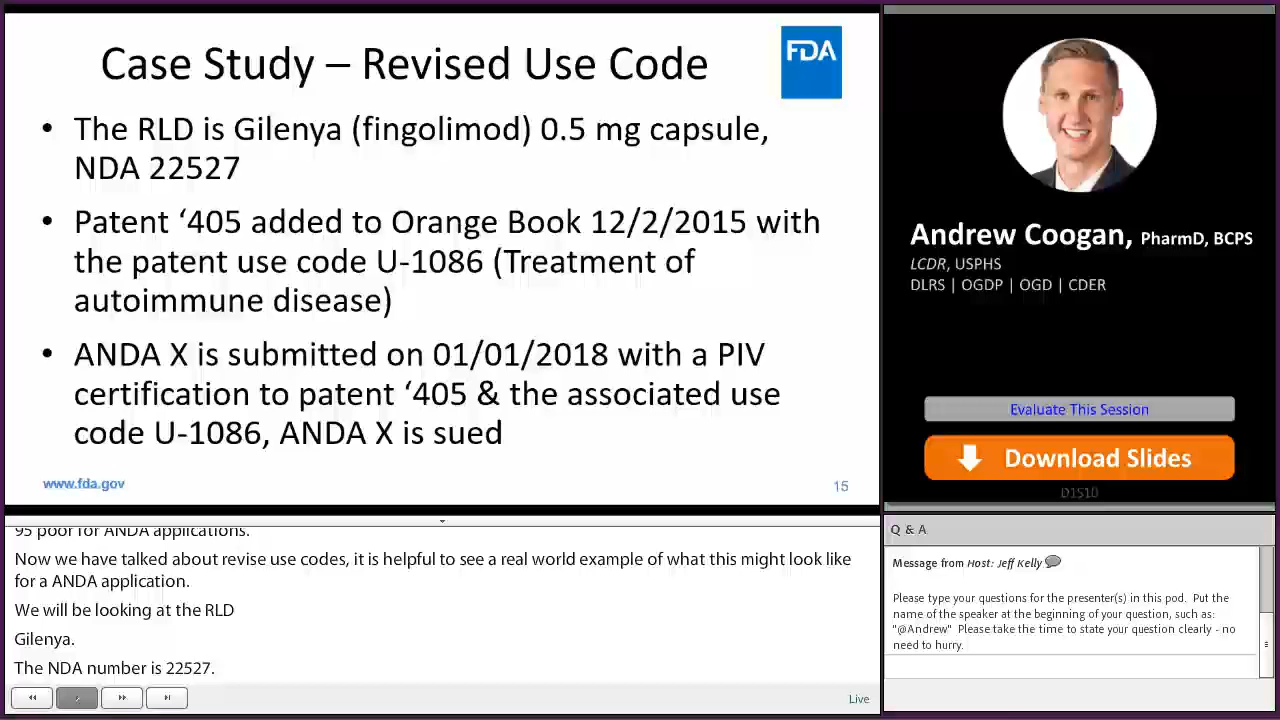 Case Study – Revised Use Code
FDA
• The RLD is Gilenya (fingolimod) 0.5 mg capsule,
NDA 22527
• Patent ‘405 added to Orange Book 12/2/2015 with
the patent use code U-1086 (Treatment of
autoimmune disease)
• ANDA X is submitted on 01/01/2018 with a PIV
certification to patent ‘405 & the associated use
code U-1086, ANDA X is sued
www.fda.gov
15
Andrew Coogan, PharmD, BCPS
LCDR, USPHS
DLRS | OGDP | OGD | CDER
Evaluate This Session
Download Slides
D1S10
95 poor for ANDA applications.
Now we have talked about revise use codes, it is helpful to see a real world example of what this might look like
for a ANDA application.
We will be looking at the RLD
Gilenya.
The NDA number is 22527.
Live
Q & A
Message from Host: Jeff Kelly
Please type your questions for the presenter(s) in this pod. Put the
name of the speaker at the beginning of your question, such as:
"@Andrew" Please take the time to state your question clearly - no
need to hurry.